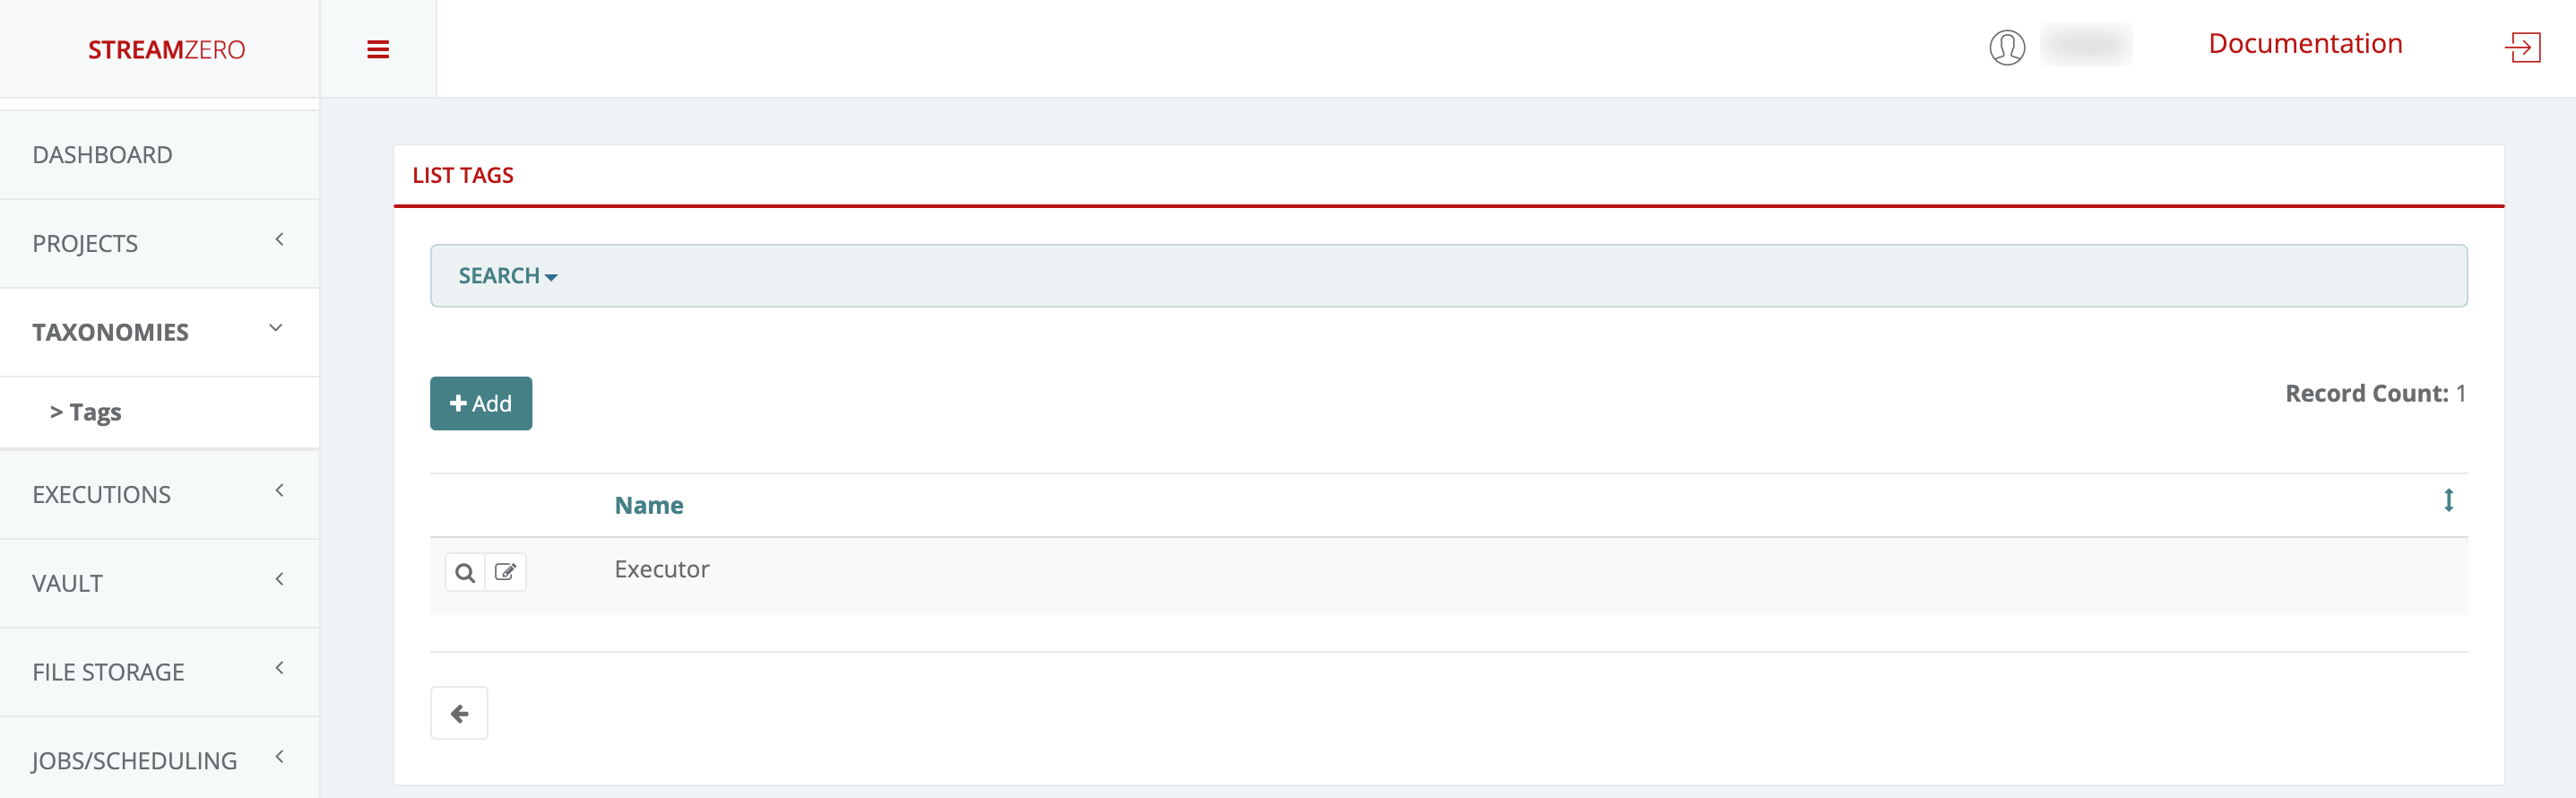 STREAMZERO
Documentation
DASHBOARD
PROJECTS
TAXONOMIES
> Tags
EXECUTIONS
VAULT
FILE STORAGE
JOBS/SCHEDULING
LIST TAGS
SEARCH
Add
Record Count: 1
Name
Executor